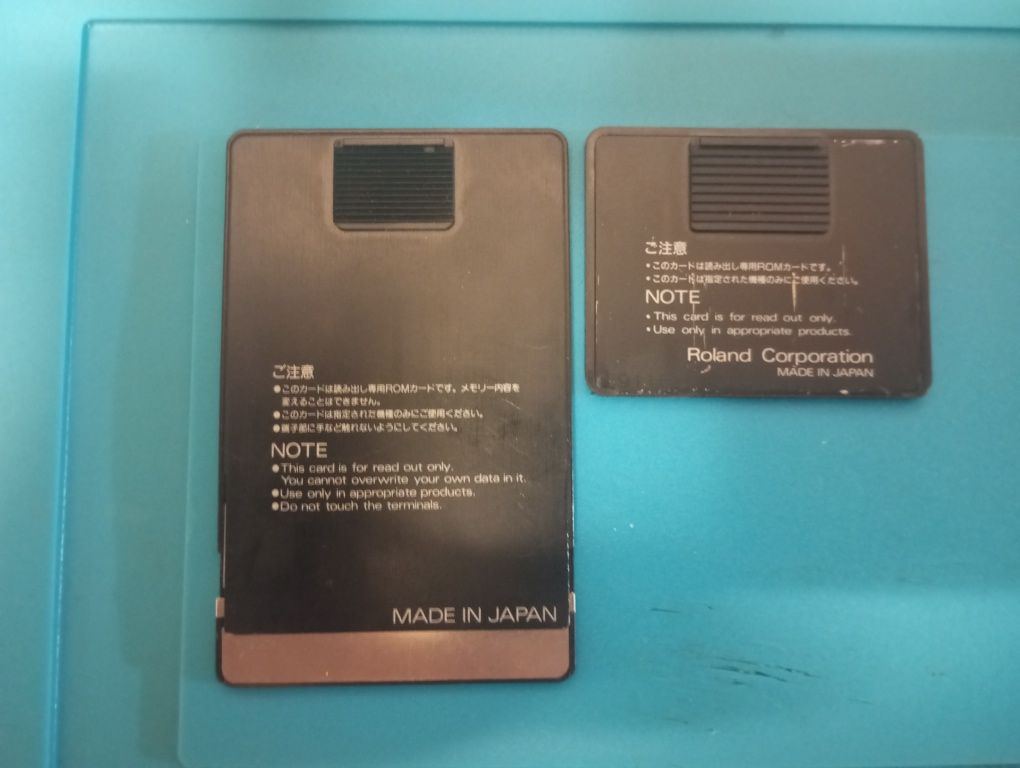 ご注意
●このカードは読み出し専用ROMカードです。メモリー内容を
変えることはできません。
●このカードは指定された機種のみにご使用ください。
●端子部に手など触れないようにしてください。
NOTE
●This card is for read out only.
You cannot overwrite your own data in it.
●Use only in appropriate products.
●Do not touch the terminals.
MADE IN JAPAN
ご注意
・このカードは読み出し専用ROMカードです。
・このカードは指定された機種のみにご使用ください。
NOTE
・This card is for read out only.
・Use only in appropriate products.
Roland Corporation
MADE IN JAPAN